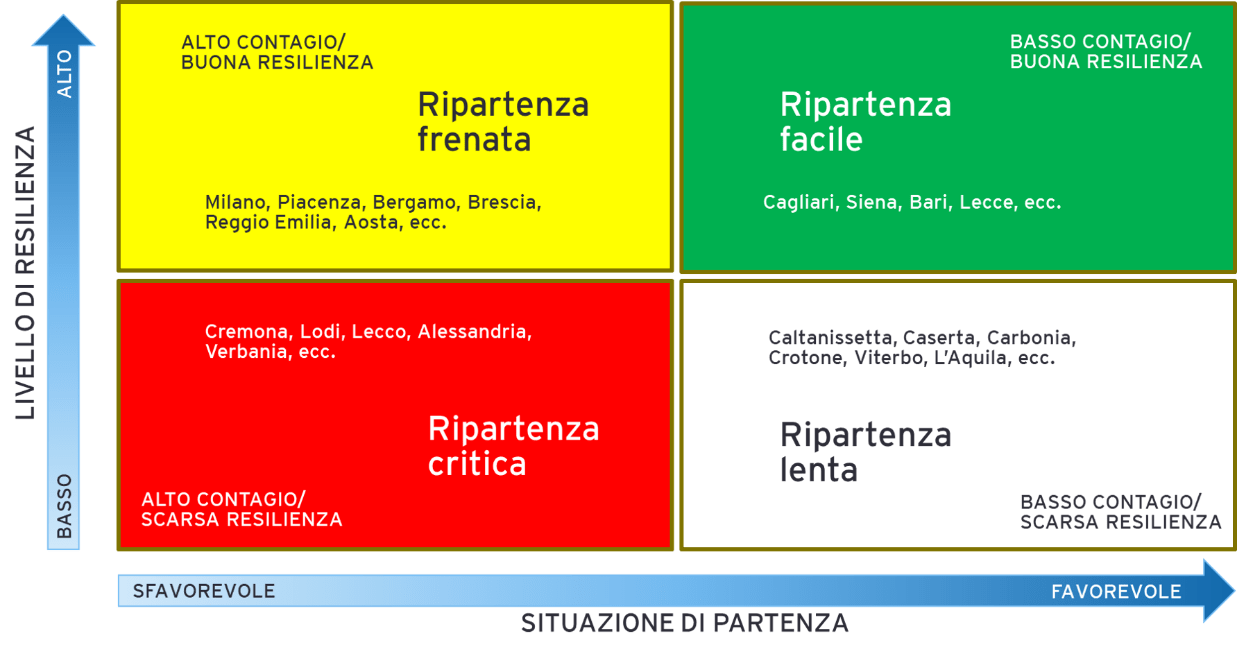 LIVELLO DI RESILIENZA
ALTO
BASSO
ALTO CONTAGIO/
BUONA RESILIENZA
Ripartenza
frenata
Milano, Piacenza, Bergamo, Brescia,
Reggio Emilia, Aosta, ecc.
BASSO CONTAGIO/
BUONA RESILIENZA
Ripartenza
facile
Cagliari, Siena, Bari, Lecce, ecc.
Cremona, Lodi, Lecco, Alessandria,
Verbania, ecc.
Ripartenza
critica
ALTO CONTAGIO/
SCARSA RESILIENZA
Caltanissetta, Caserta, Carbonia,
Crotone, Viterbo, L'Aquila, ecc.
Ripartenza
lenta
BASSO CONTAGIO/
SCARSA RESILIENZA
SFAVOREVOLE
FAVOREVOLE
SITUAZIONE DI PARTENZA